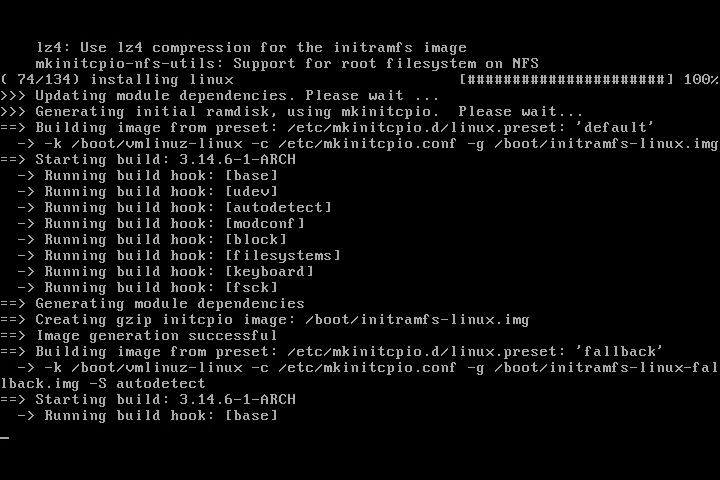 lz4: Use lz4 compression for the initramfs image
mkinitcpio-nfs-utils: Support for root filesystem on NFS
( 74/134) installing linux [######################] 100%
>>> Updating module dependencies. Please wait ...
>>> Generating initial ramdisk, using mkinitcpio.  Please wait...
==> Building image from preset: /etc/mkinitcpio.d/linux.preset: 'default'
-> -k /boot/vmlinuz-linux -c /etc/mkinitcpio.conf -g /boot/initramfs-linux.img
==> Starting build: 3.14.6-1-ARCH
-> Running build hook: [base]
-> Running build hook: [udev]
-> Running build hook: [autodetect]
-> Running build hook: [modconf]
-> Running build hook: [block]
-> Running build hook: [filesystems]
-> Running build hook: [keyboard]
-> Running build hook: [fsck]
==> Generating module dependencies
==> Creating gzip initcpio image: /boot/initramfs-linux.img
==> Image generation successful
==> Building image from preset: /etc/mkinitcpio.d/linux.preset: 'fallback'
-> -k /boot/vmlinuz-linux -c /etc/mkinitcpio.conf -g /boot/initramfs-linux-fal
lback.img -S autodetect
==> Starting build: 3.14.6-1-ARCH
-> Running build hook: [base]
_